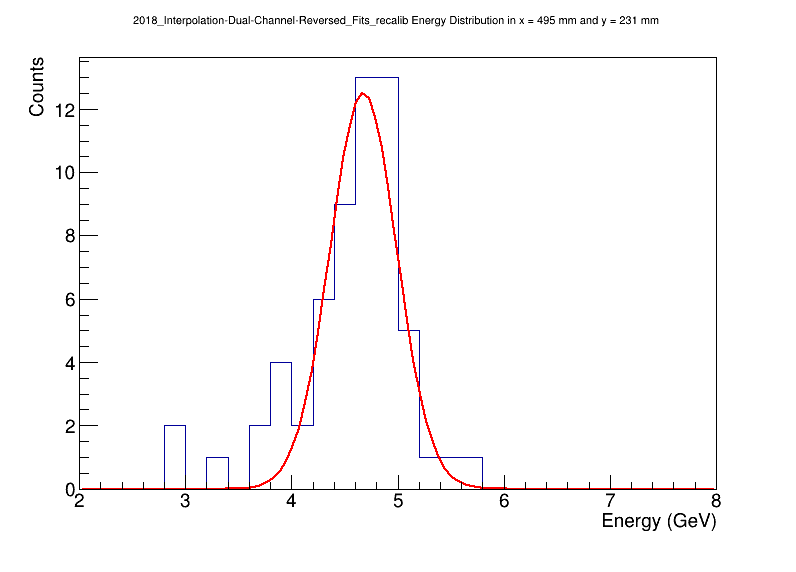 2018_Interpolation-Dual-Channel-Reversed_Fits_recalib Energy Distribution in x = 495 mm and y = 231 mm
Counts
12
10
8
6
4
2
0
2 3 4 5 6 7 8
Energy (GeV)